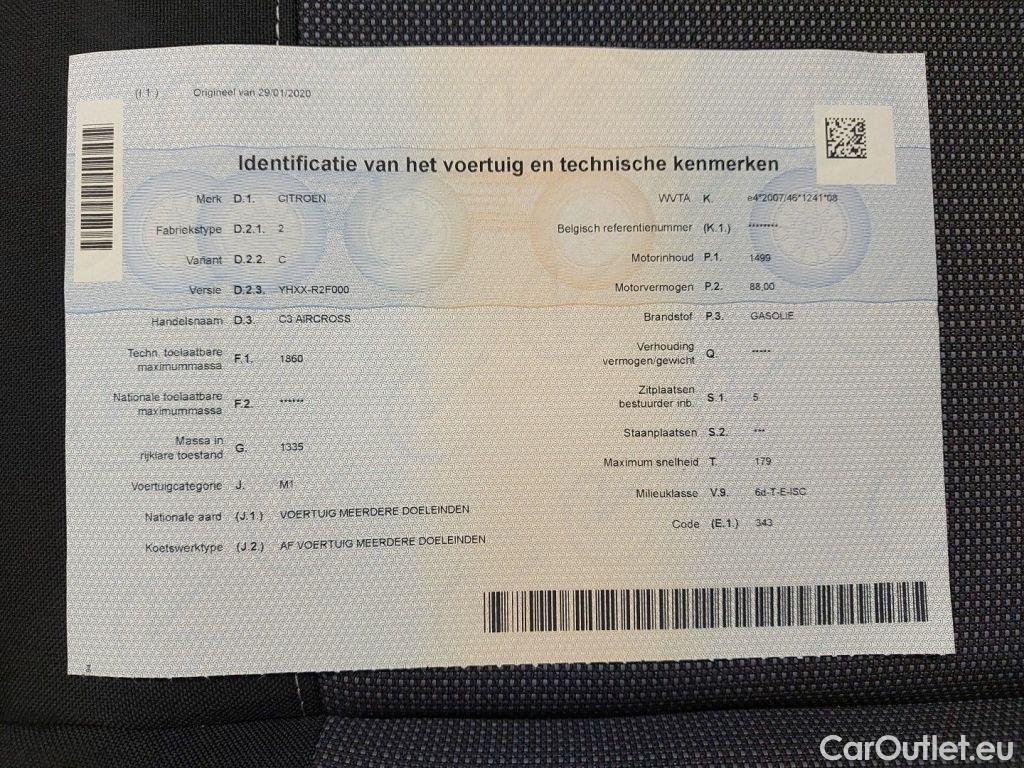 (I.1.) Origineel van 29/01/2020
Identificatie van het voertuig en technische kenmerken
Merk D.1. CITROEN
Fabriekstype D.2.1. 2
Variant D.2.2. C
Versie D.2.3. YHXX-R2F000
Handelsnaam D.3. C3 AIRCROSS
Techn. toelaatbare
maximummassa F.1. 1860
Nationale toelaatbare
maximummassa F.2. ******
Massa in
rijklare toestand G. 1335
Voertuigcategorie J. M1
Nationale aard (J.1.) VOERTUIG MEERDERE DOELEINDEN
Koetswerktype (J.2.) AF VOERTUIG MEERDERE DOELEINDEN
WVTA K. e4*2007/46*1241*08
Belgisch referentienummer (K.1.) ********
Motorinhoud P.1. 1499
Motorvermogen P.2. 88,00
Brandstof P.3. GASOLIE
Verhouding
vermogen/gewicht Q. *****
Zitplaatsen
bestuurder inb. S.1. 5
Staanplaatsen S.2. ***
Maximum snelheid T. 179
Milieuklasse V.9. 6d-T-E-ISC
Code (E.1.) 343
94
CarOutlet.eu